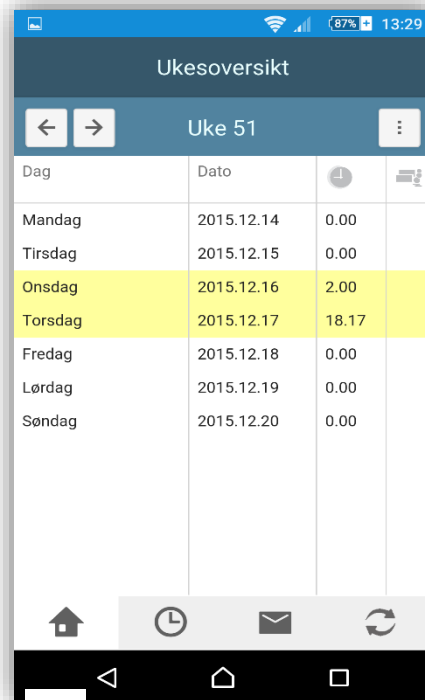 87% 13:29
Ukesoversikt
Uke 51
Dag Dato
Mandag 2015.12.14 0.00
Tirsdag 2015.12.15 0.00
Onsdag 2015.12.16 2.00
Torsdag 2015.12.17 18.17
Fredag 2015.12.18 0.00
Lørdag 2015.12.19 0.00
Søndag 2015.12.20 0.00